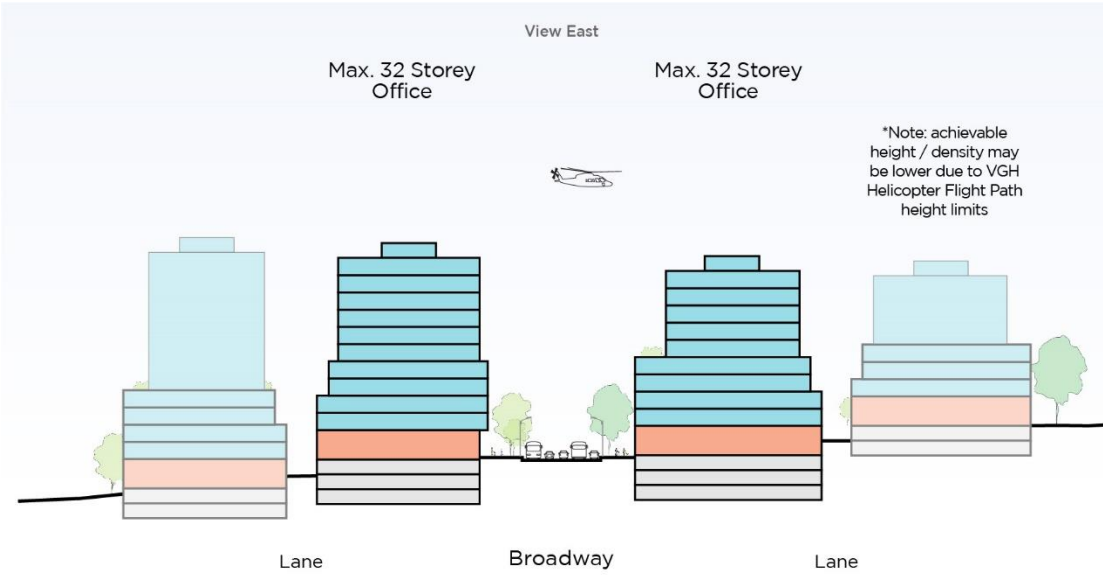 View East
Max. 32 Storey
Office
Max. 32 Storey
Office
*Note: achievable
height / density may
be lower due to VGH
Helicopter Flight Path
height limits
Lane
Broadway
Lane